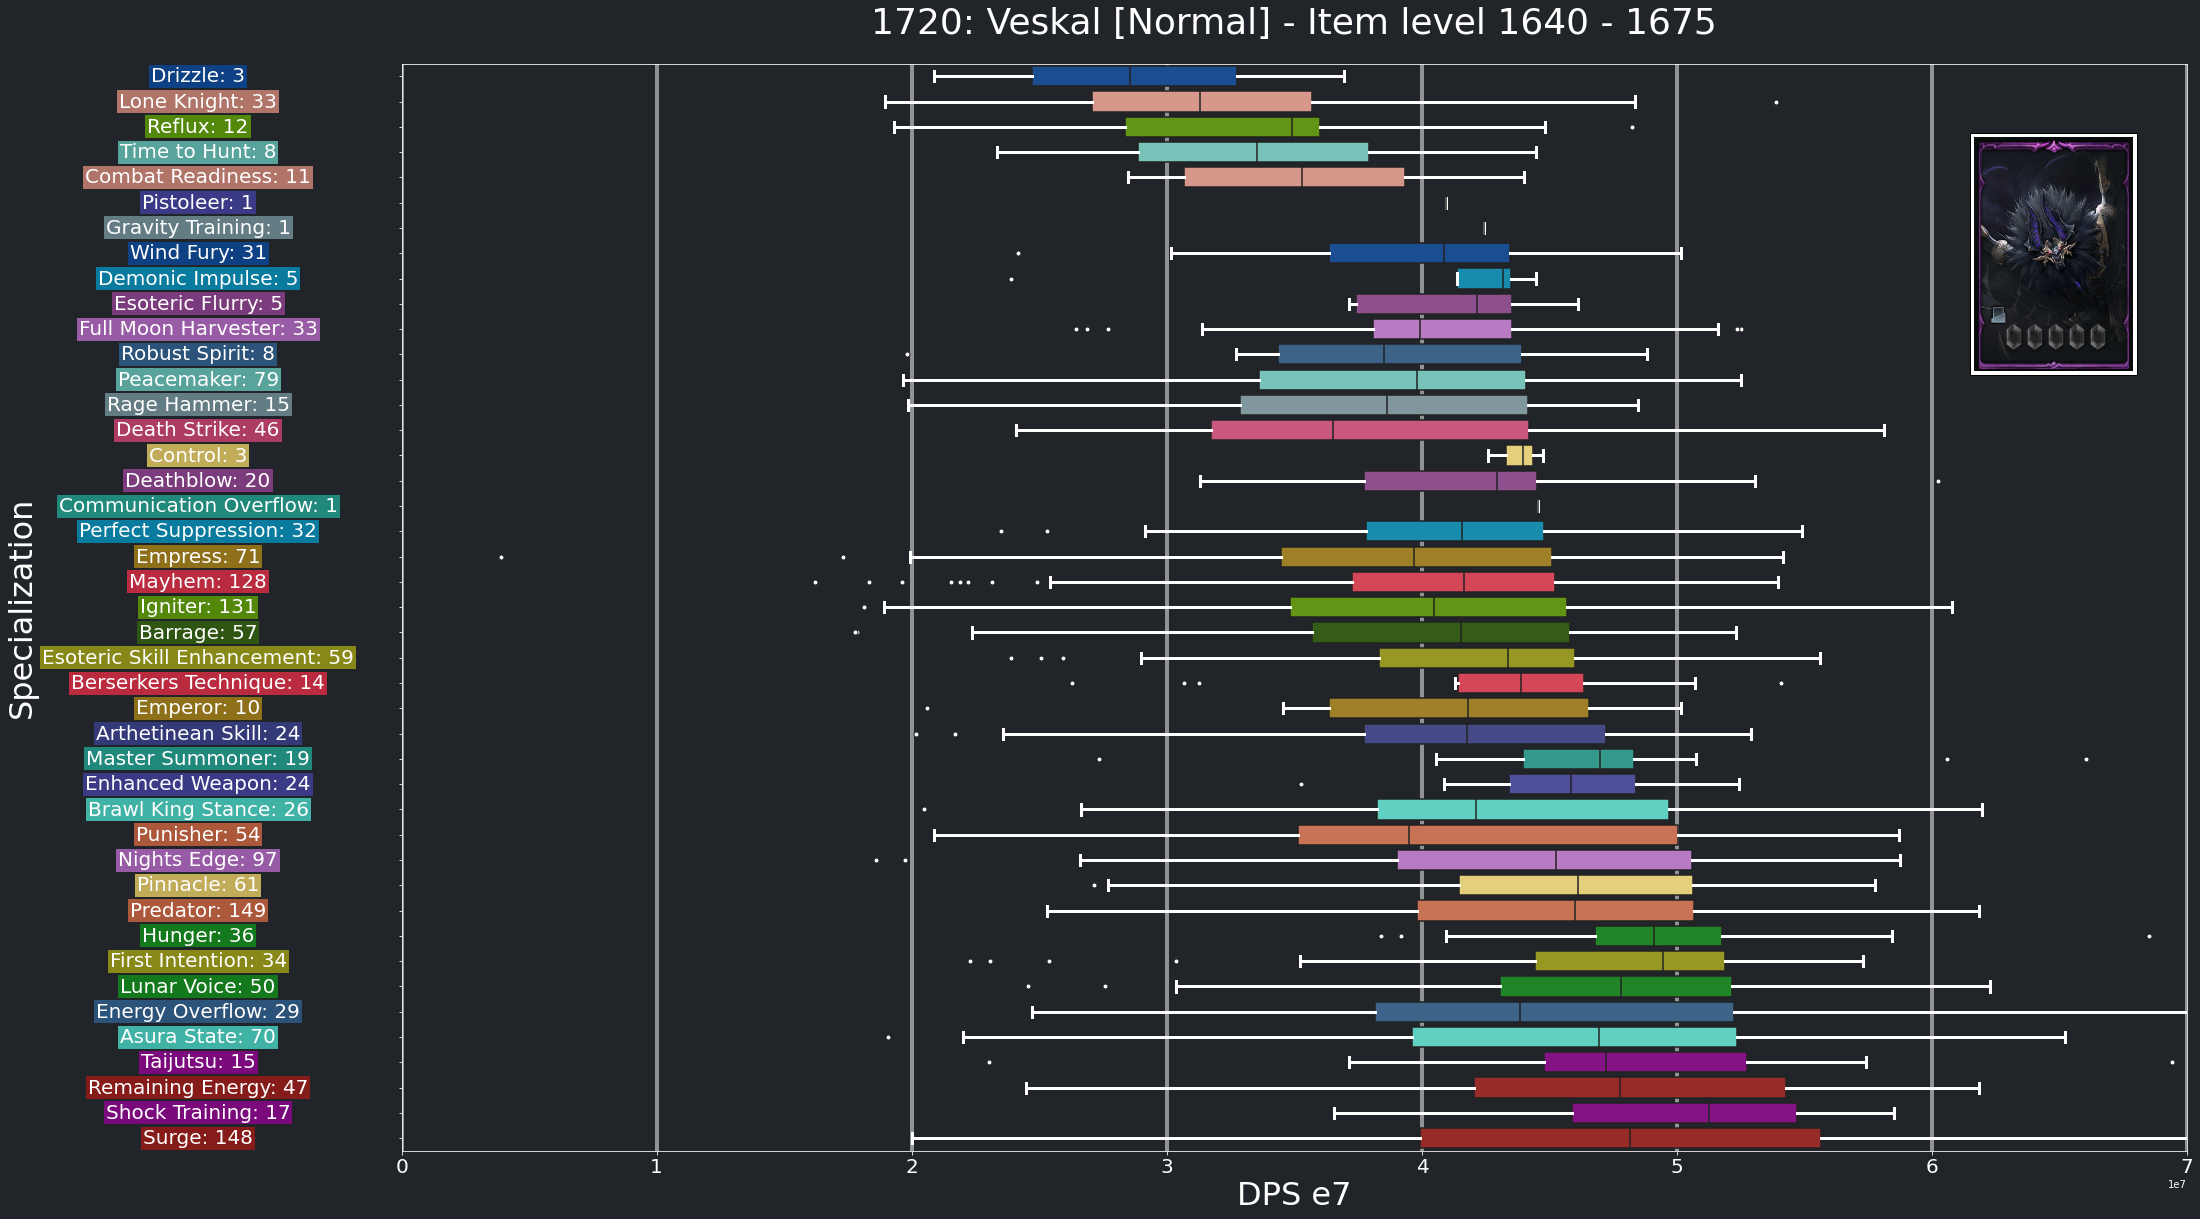 1720: Veskal [Normal] - Item level 1640 - 1675
Drizzle: 3
Lone Knight: 33
Reflux: 12
Time to Hunt: 8
Combat Readiness: 11
Pistoleer: 1
Gravity Training: 1
Wind Fury: 31
Demonic Impulse: 5
Esoteric Flurry: 5
Full Moon Harvester: 33
Robust Spirit: 8
Peacemaker: 79
Rage Hammer: 15
Death Strike: 46
Control: 3
Deathblow: 20
Communication Overflow: 1
Perfect Suppression: 32
Empress: 71
Mayhem: 128
Igniter: 131
Barrage: 57
Esoteric Skill Enhancement: 59
Berserkers Technique: 14
Emperor: 10
Arthetinean Skill: 24
Master Summoner: 19
Enhanced Weapon: 24
Brawl King Stance: 26
Punisher: 54
Nights Edge: 97
Pinnacle: 61
Predator: 149
Hunger: 36
First Intention: 34
Lunar Voice: 50
Energy Overflow: 29
Asura State: 70
Taijutsu: 15
Remaining Energy: 47
Shock Training: 17
Surge: 148
Specialization
0 1 2 3 4 5 6 7
DPS e7
1e7